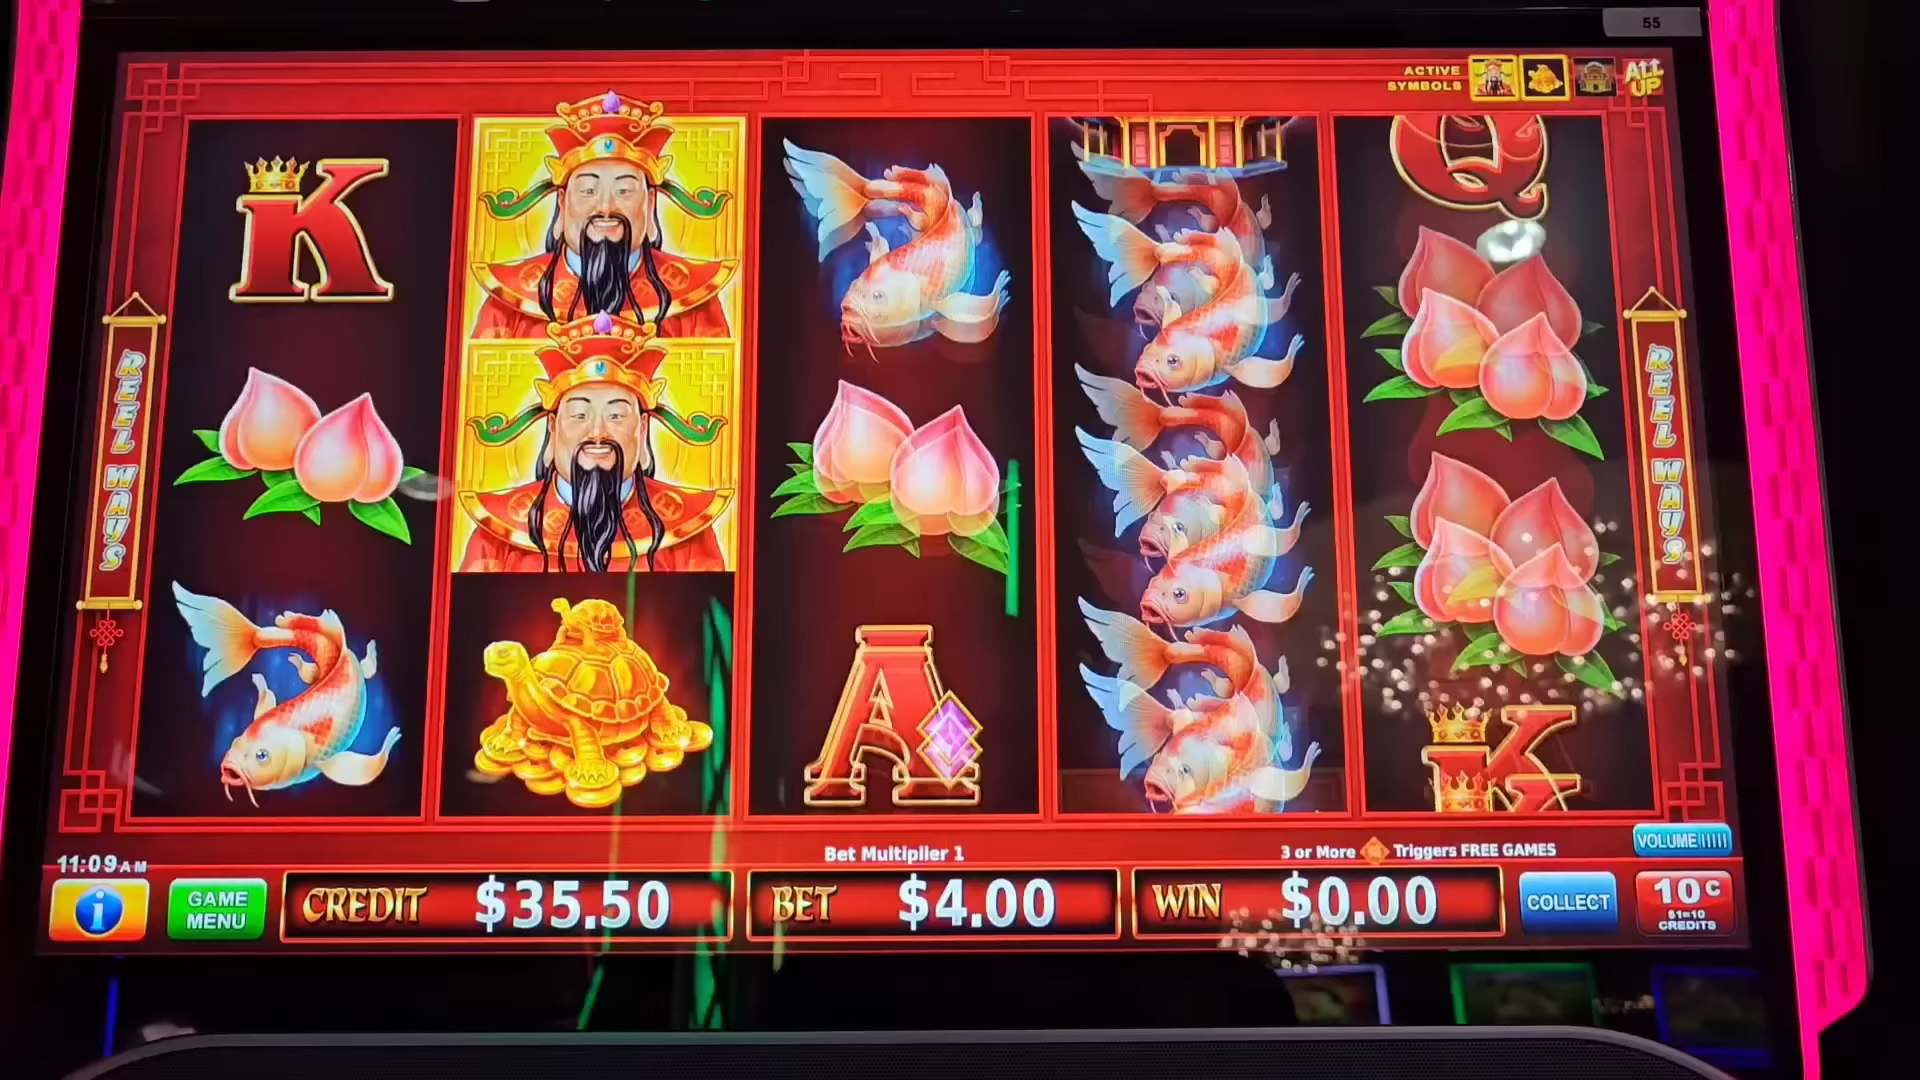 55
ACTIVE
SYMBOLS
ALL
UP
K
Q
REEL WAYS
REEL WAYS
A
K
11:09AM
Bet Multiplier 1
3 or More Triggers FREE GAMES
VOLUME
i
GAME
MENU
CREDIT $35.50
BET $4.00
WIN $0.00
COLLECT
10¢
$1=10
CREDITS